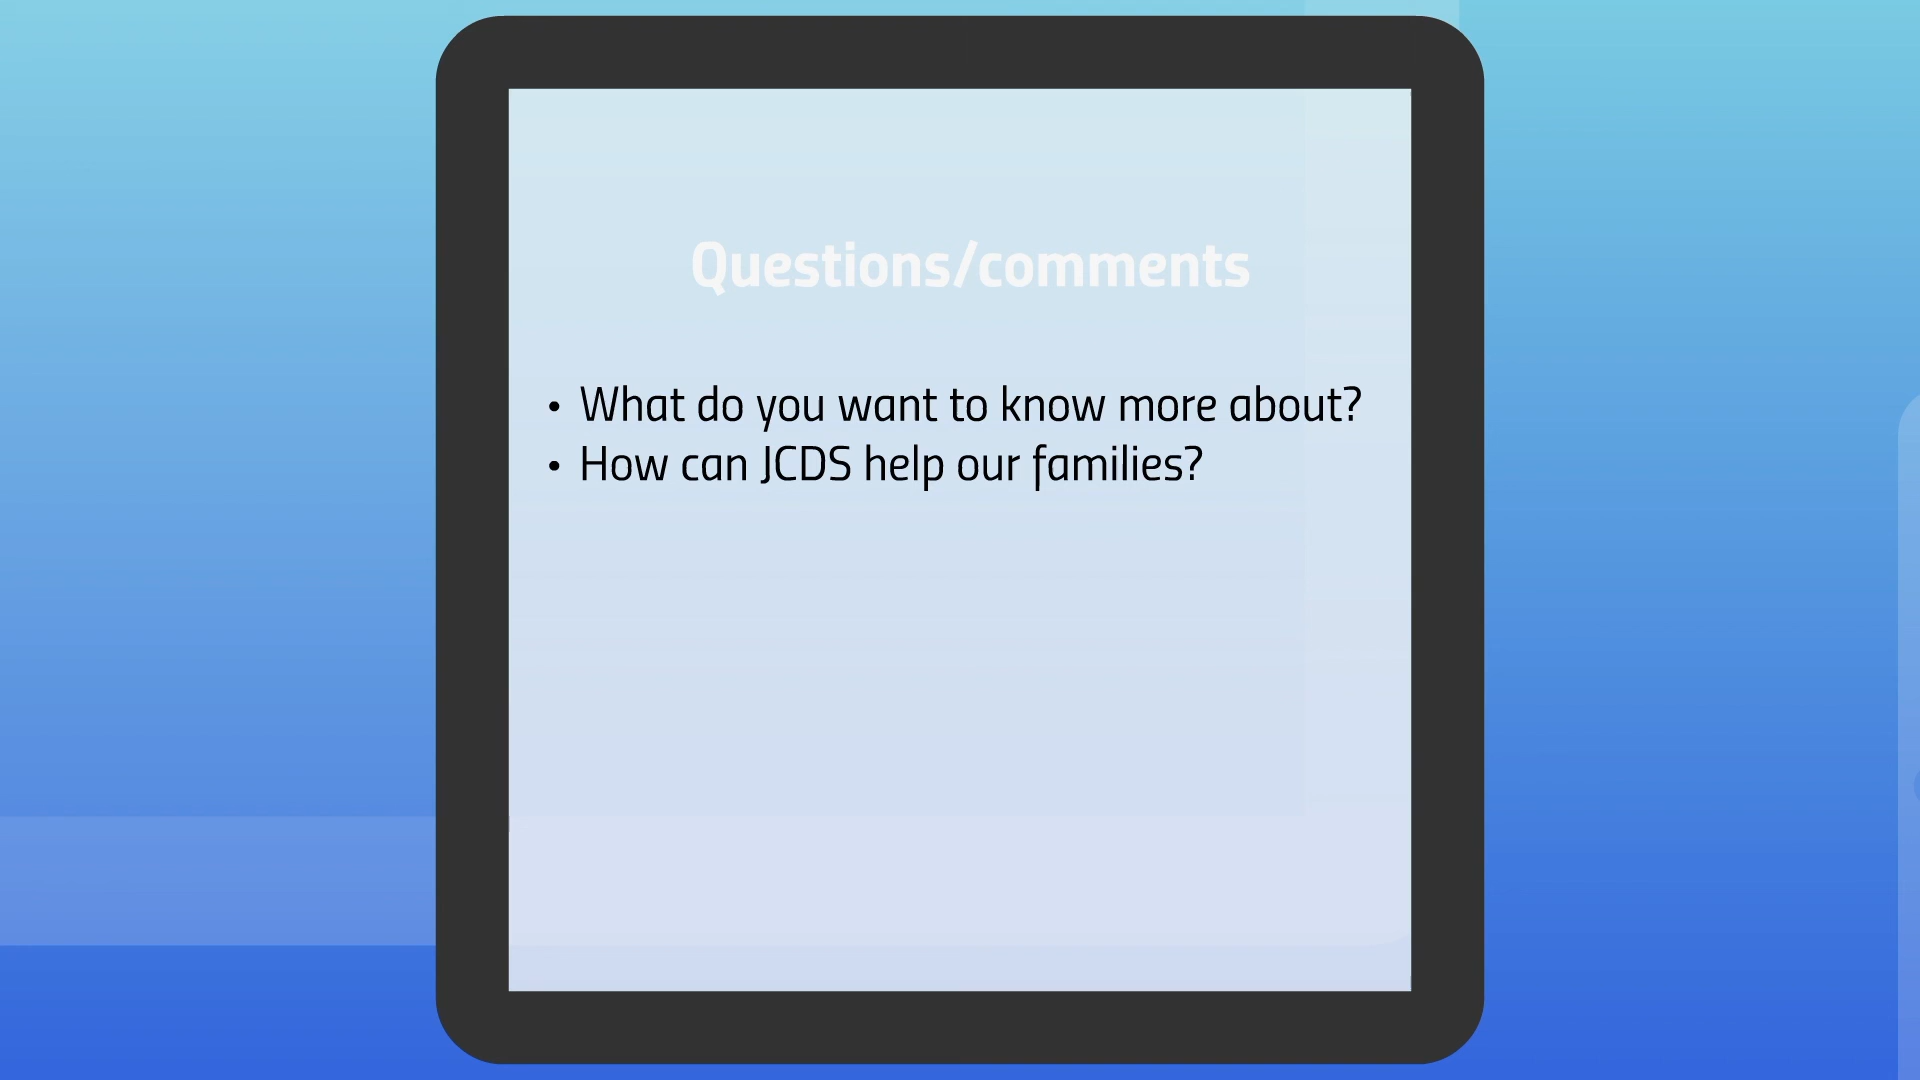 Questions/comments
• What do you want to know more about?
• How can JCDS help our families?